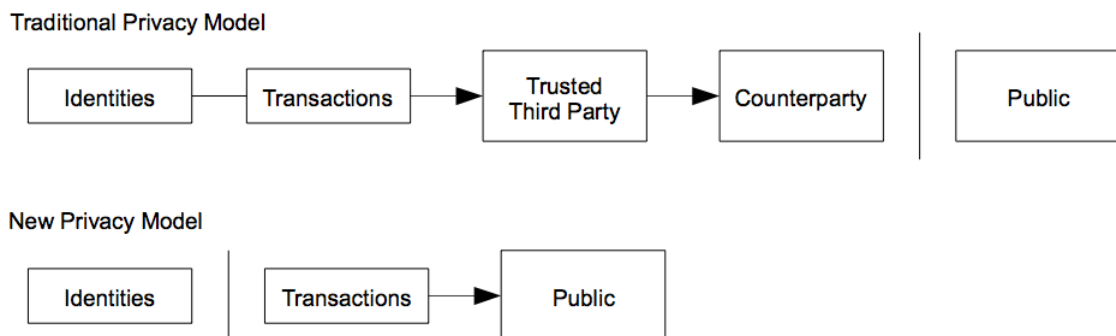 Traditional Privacy Model
Identities
Transactions
Trusted
Third Party
Counterparty
Public
New Privacy Model
Identities
Transactions
Public